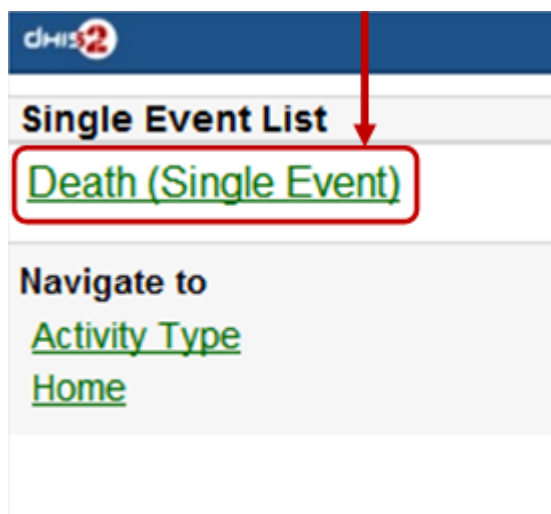 dHIS2
Single Event List
Death (Single Event)
Navigate to
Activity Type
Home